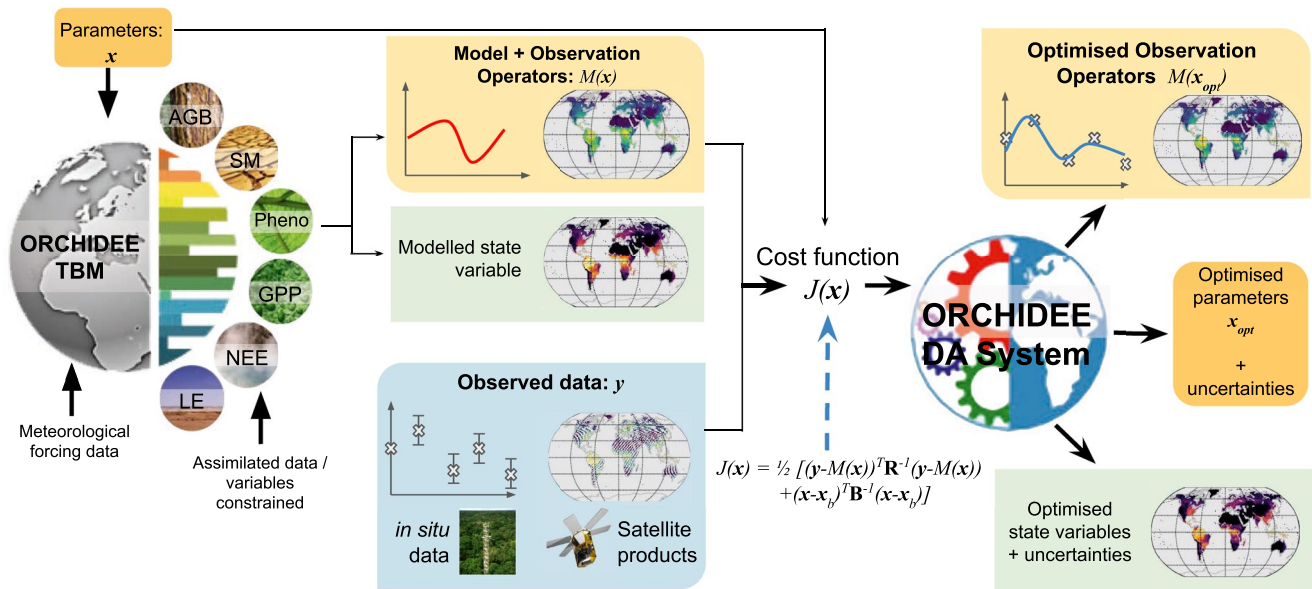 Parameters:
x
AGB
SM
Pheno
GPP
NEE
LE
ORCHIDEE
TBM
Meteorological
forcing data
Assimilated data /
variables
constrained
Model + Observation
Operators: M(x)
Modelled state
variable
Observed data: y
in situ
data
Satellite
products
Cost function
J(x)
J(x) = ½ [(y-M(x))ᵀR⁻¹(y-M(x))
+(x-x_b)ᵀB⁻¹(x-x_b)]
ORCHIDEE
DA System
Optimised Observation
Operators M(x_opt)
Optimised
parameters
x_opt
+
uncertainties
Optimised
state variables
+ uncertainties